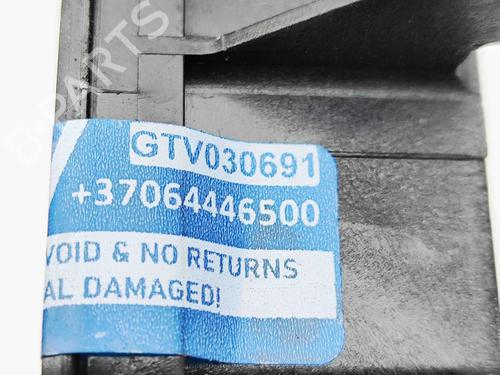 B-PARTS
GTV030691
+37064446500
VOID & NO RETURNS
AL DAMAGED!